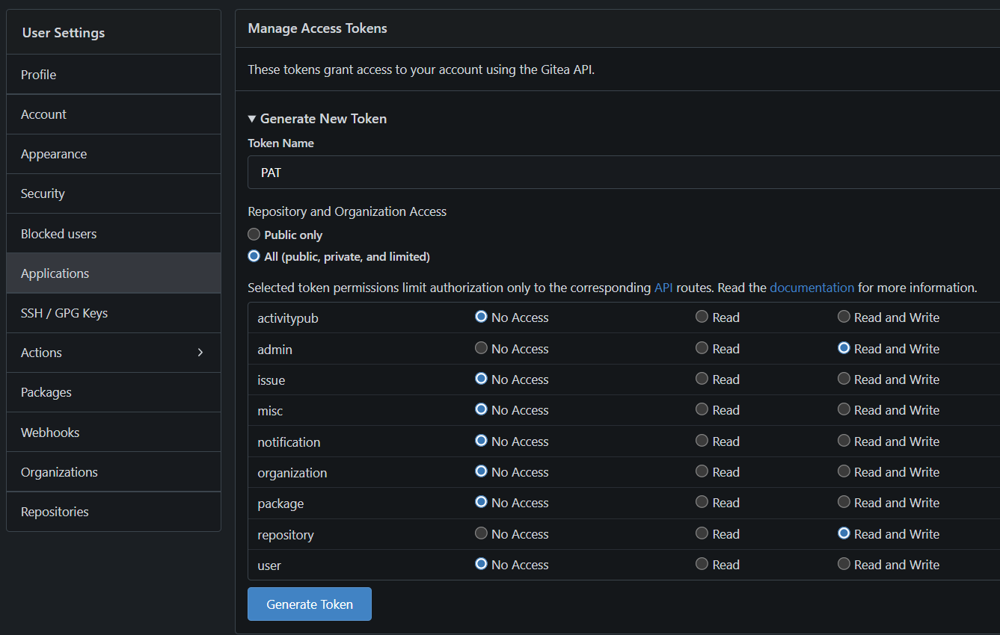 User Settings
Profile
Account
Appearance
Security
Blocked users
Applications
SSH / GPG Keys
Actions
Packages
Webhooks
Organizations
Repositories
Manage Access Tokens
These tokens grant access to your account using the Gitea API.
Generate New Token
Token Name
PAT
Repository and Organization Access
Public only
All (public, private, and limited)
Selected token permissions limit authorization only to the corresponding API routes. Read the documentation for more information.
activitypub No Access Read Read and Write
admin No Access Read Read and Write
issue No Access Read Read and Write
misc No Access Read Read and Write
notification No Access Read Read and Write
organization No Access Read Read and Write
package No Access Read Read and Write
repository No Access Read Read and Write
user No Access Read Read and Write
Generate Token